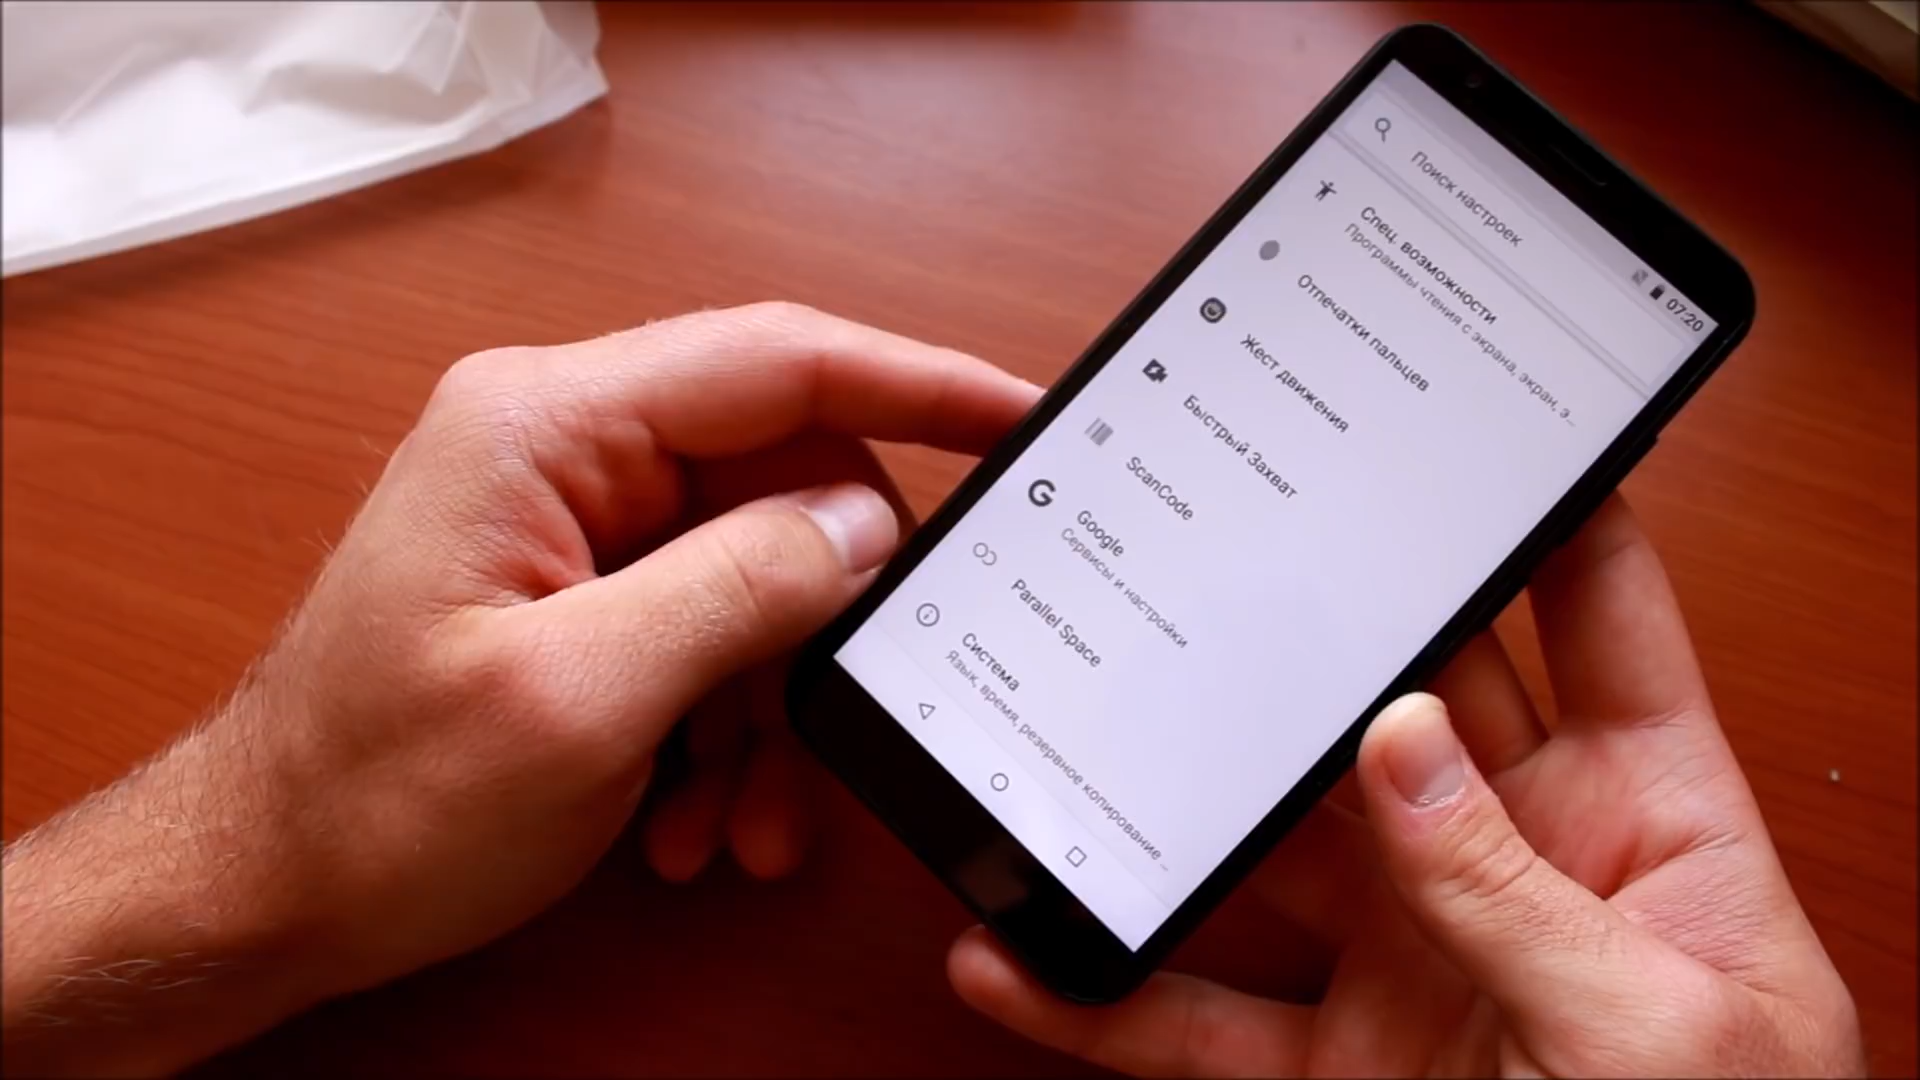 07:20
Поиск настроек
Спец. возможности
Программы чтения с экрана, экран, э...
Отпечатки пальцев
Жест движения
Быстрый Захват
ScanCode
Google
Сервисы и настройки
Parallel Space
Система
Язык, время, резервное копирование ...